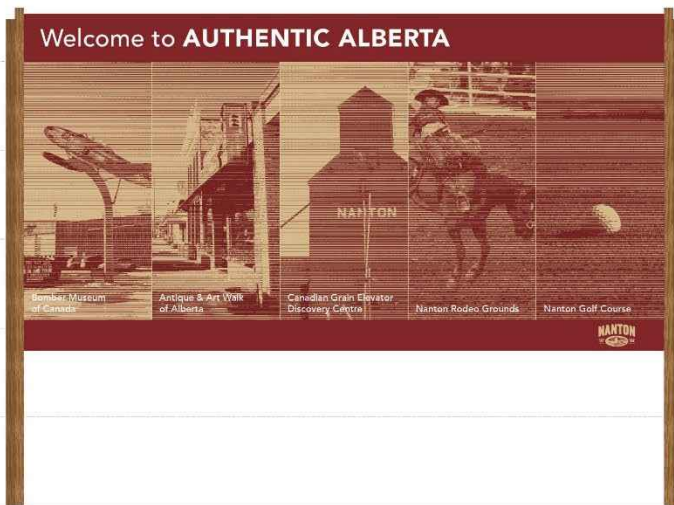 Welcome to AUTHENTIC ALBERTA
NANTON
Bomber Museum
of Canada
Antique & Art Walk
of Alberta
Canadian Grain Elevator
Discovery Centre
Nanton Rodeo Grounds
Nanton Golf Course
NANTON